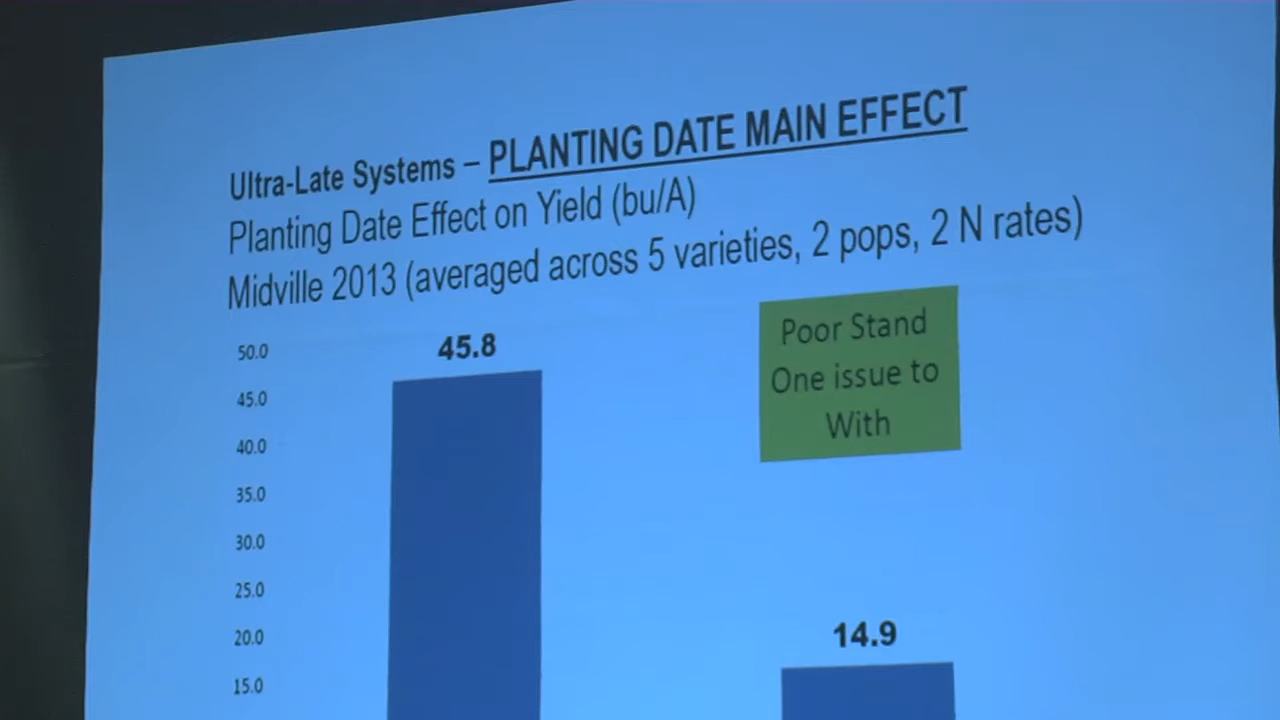 Ultra-Late Systems – PLANTING DATE MAIN EFFECT
Planting Date Effect on Yield (bu/A)
Midville 2013 (averaged across 5 varieties, 2 pops, 2 N rates)
Poor Stand
One issue to
With
50.0
45.8
45.0
40.0
35.0
30.0
25.0
20.0
14.9
15.0